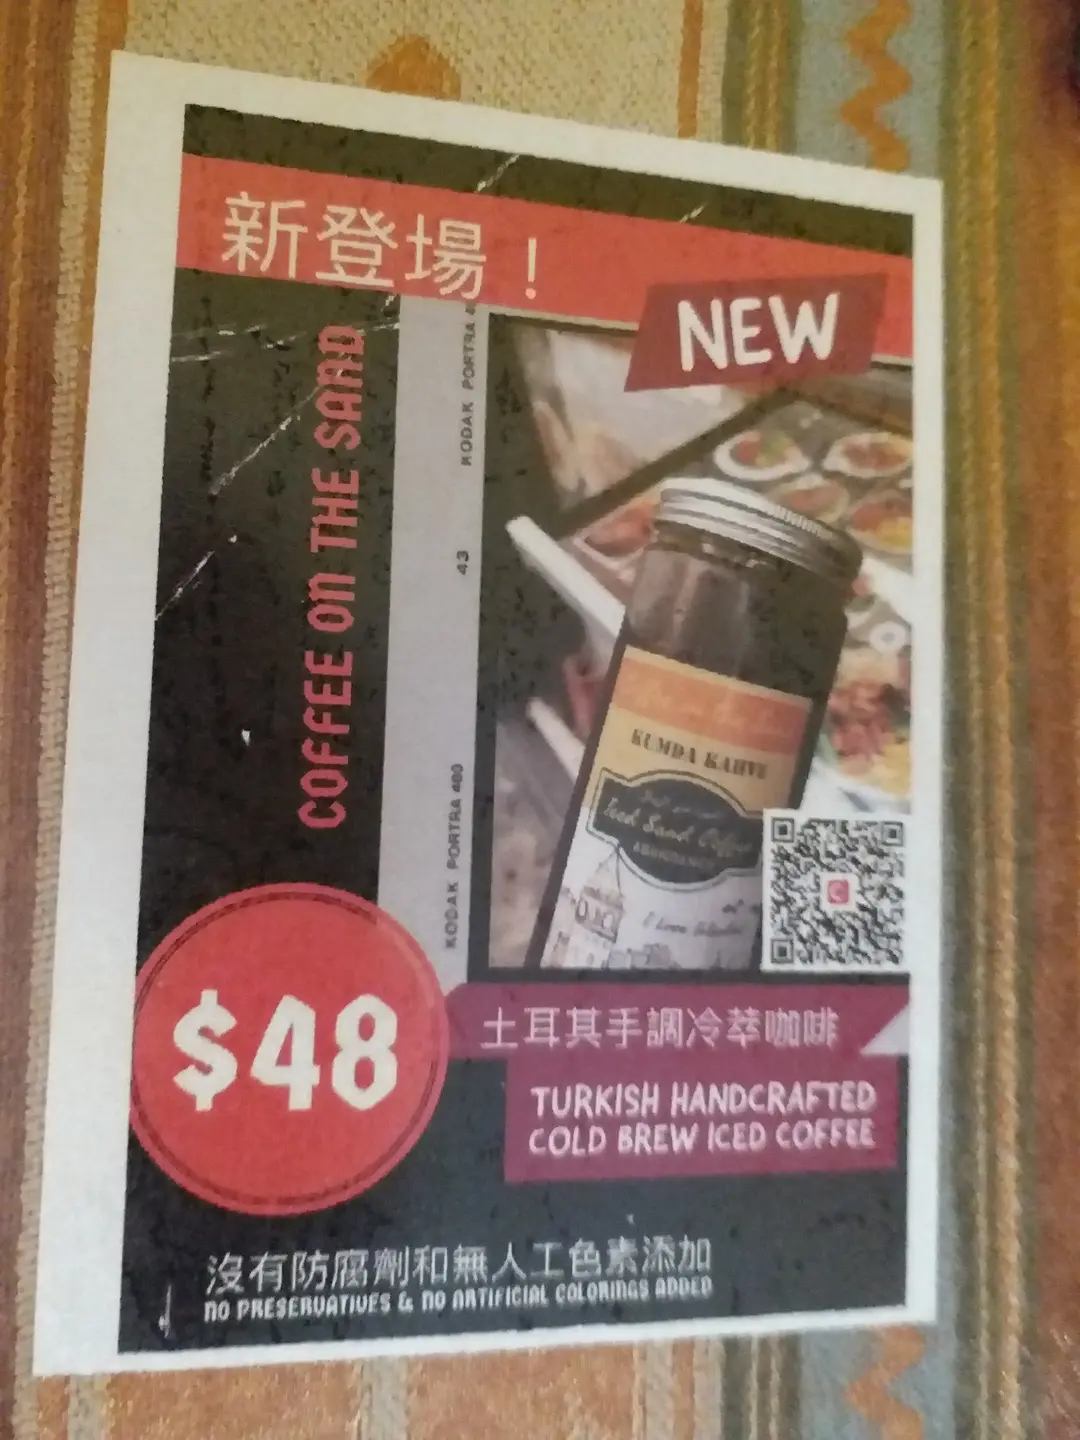 新登場！
NEW
COFFEE ON THE SAND
KODAK PORTRA
43
KODAK PORTRA 400
KUMDA KAHVE
Iced Sand Coffee
$48
土耳其手調冷萃咖啡
TURKISH HANDCRAFTED
COLD BREW ICED COFFEE
沒有防腐劑和無人工色素添加
NO PRESERVATIVES & NO ARTIFICIAL COLORINGS ADDED